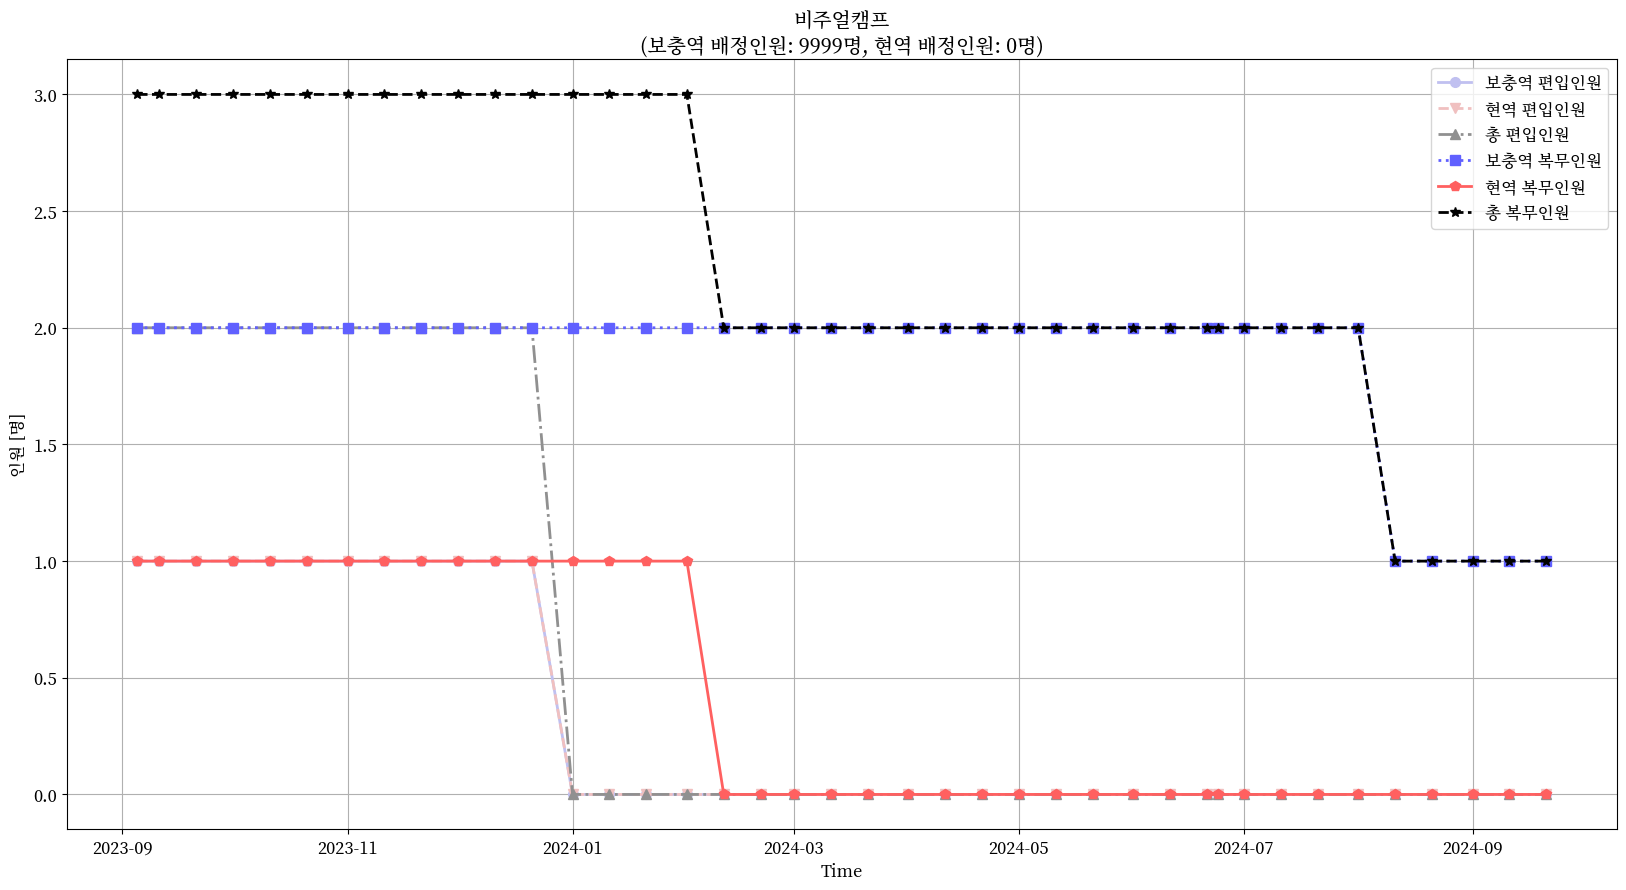 비주얼캠프
(보충역 배정인원: 9999명, 현역 배정인원: 0명)
보충역 편입인원
현역 편입인원
총 편입인원
보충역 복무인원
현역 복무인원
총 복무인원
인원 [명]
3.0
2.5
2.0
1.5
1.0
0.5
0.0
2023-09
2023-11
2024-01
2024-03
2024-05
2024-07
2024-09
Time